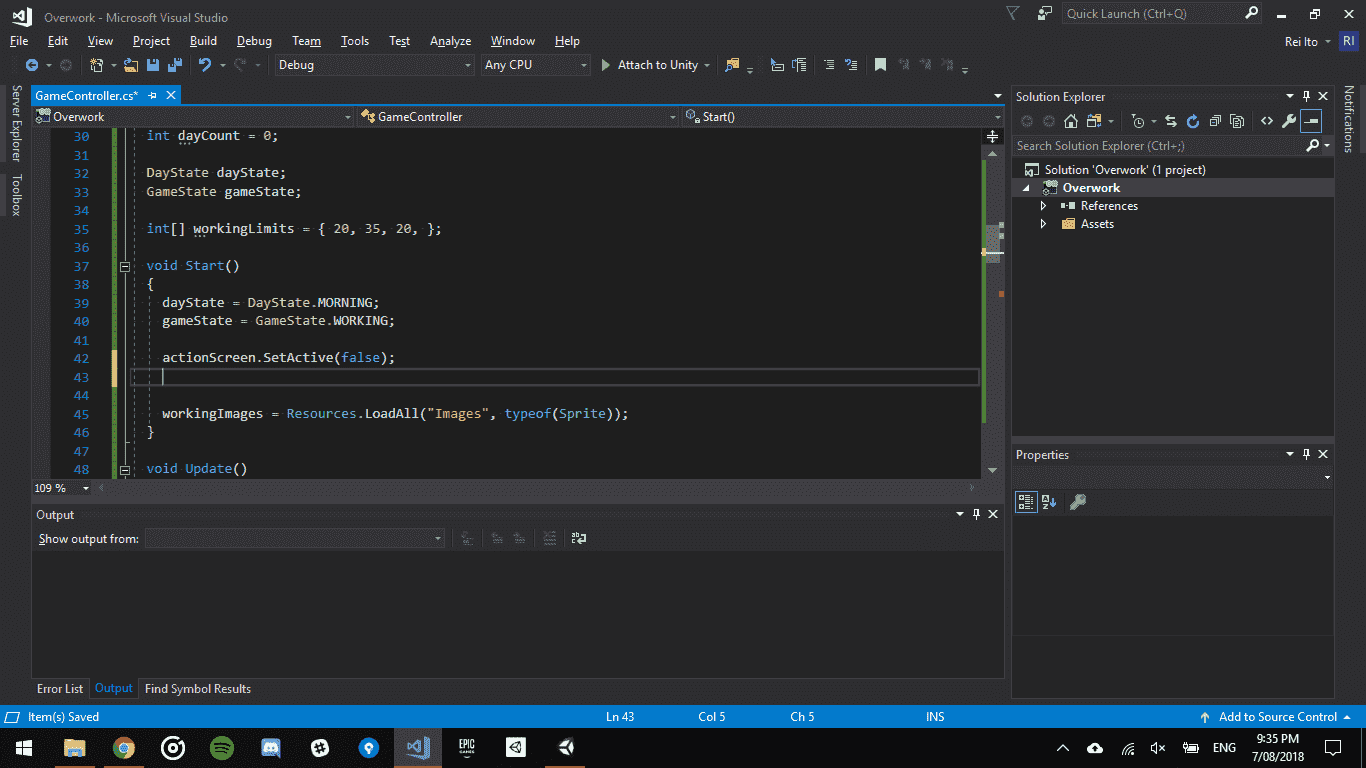 Overwork - Microsoft Visual Studio
Quick Launch (Ctrl+Q)
File Edit View Project Build Debug Team Tools Test Analyze Window Help
Rei Ito RI
Debug Any CPU Attach to Unity
Server Explorer
Toolbox
GameController.cs*
Overwork GameController Start()
30 int dayCount = 0;
31
32 DayState dayState;
33 GameState gameState;
34
35 int[] workingLimits = { 20, 35, 20, };
36
37 void Start()
38 {
39 dayState = DayState.MORNING;
40 gameState = GameState.WORKING;
41
42 actionScreen.SetActive(false);
43
44
45 workingImages = Resources.LoadAll("Images", typeof(Sprite));
46 }
47
48 void Update()
109 %
Output
Show output from:
Error List Output Find Symbol Results
Solution Explorer
Search Solution Explorer (Ctrl+;)
Solution 'Overwork' (1 project)
Overwork
References
Assets
Properties
Notifications
Item(s) Saved Ln 43 Col 5 Ch 5 INS Add to Source Control
EPIC
GAMES
ENG
9:35 PM
7/08/2018